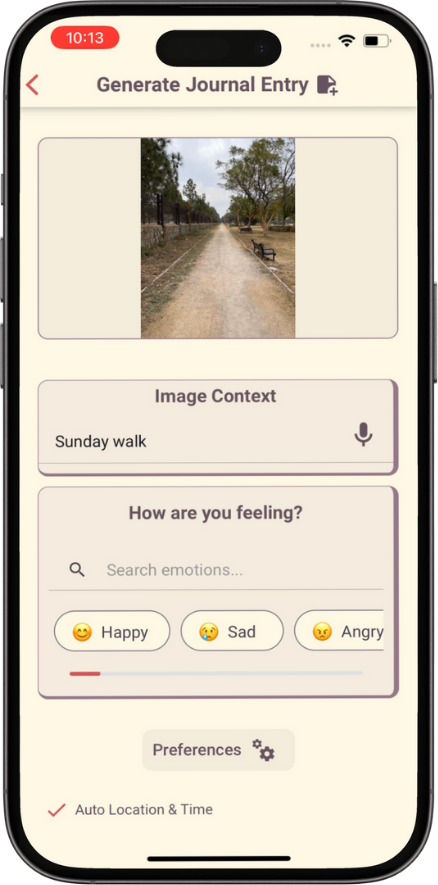 10:13
Generate Journal Entry
Image Context
Sunday walk
How are you feeling?
Search emotions...
Happy Sad Angry
Preferences
Auto Location & Time